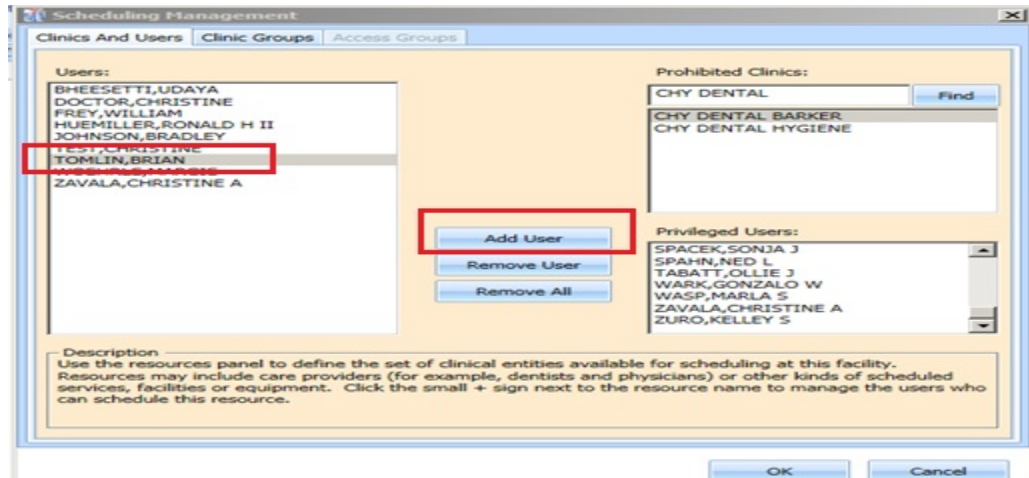 Scheduling Management
Clinics And Users Clinic Groups Access Groups
Users:
BHEESETTI,UDAYA
DOCTOR,CHRISTINE
FREY,WILLIAM
HUEMILLER,RONALD H II
JOHNSON,BRADLEY
TEST,CHRISTINE
TOMLIN,BRIAN
ZAVALA,CHRISTINE A
Add User
Remove User
Remove All
Prohibited Clinics:
CHY DENTAL Find
CHY DENTAL BARKER
CHY DENTAL HYGIENE
Privileged Users:
SPACEK,SONJA J
SPAHN,NED L
TABATT,OLLIE J
WARK,GONZALO W
WASP,MARLA S
ZAVALA,CHRISTINE A
ZURO,KELLEY S
Description
Use the resources panel to define the set of clinical entities available for scheduling at this facility.
Resources may include care providers (for example, dentists and physicians) or other kinds of scheduled
services, facilities or equipment. Click the small + sign next to the resource name to manage the users who
can schedule this resource.
OK Cancel